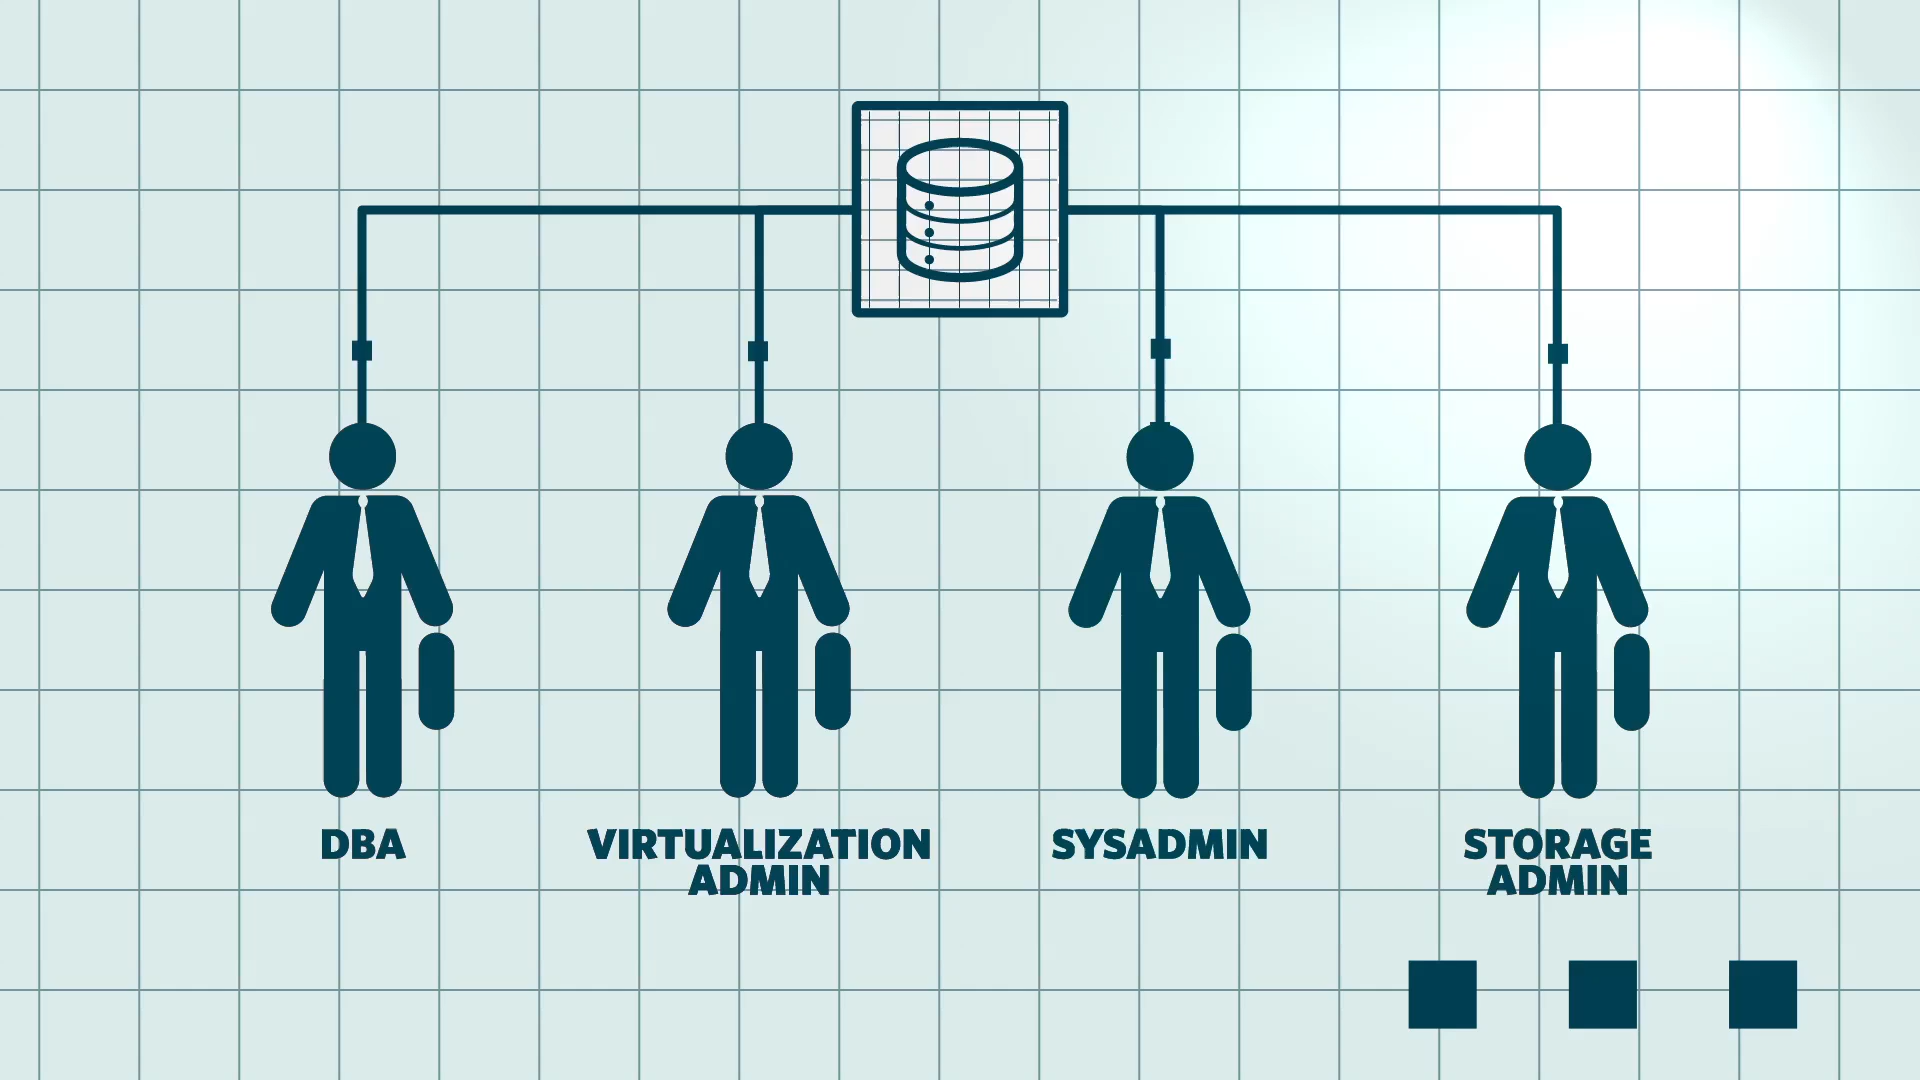 DBA
VIRTUALIZATION
ADMIN
SYSADMIN
STORAGE
ADMIN